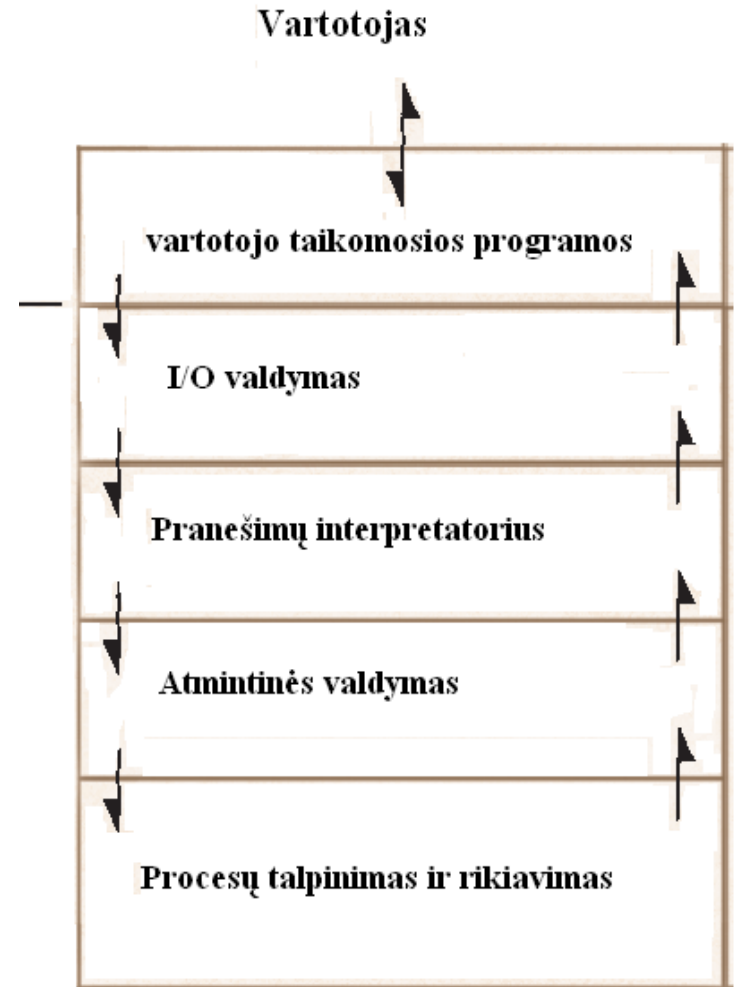 Vartotojas
vartotojo taikomosios programos
I/O valdymas
Pranešimų interpretatorius
Atmintinės valdymas
Procesų talpinimas ir rikiavimas